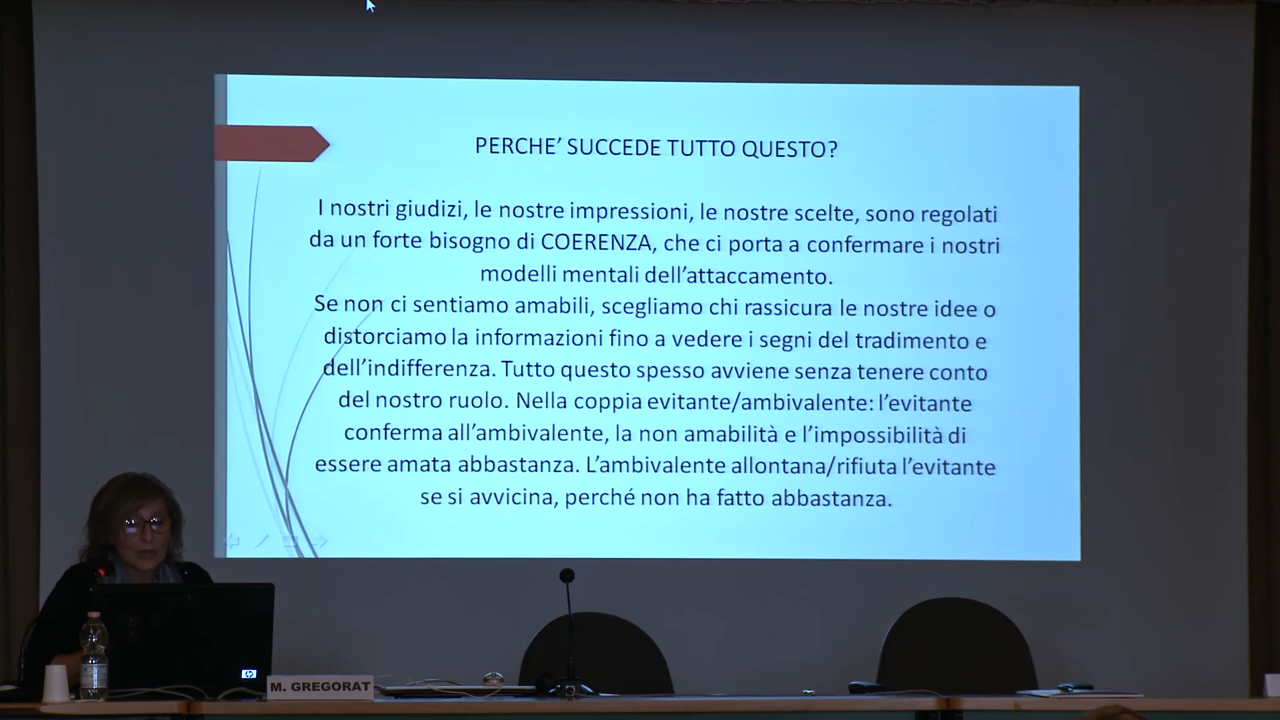 PERCHE’ SUCCEDE TUTTO QUESTO?
I nostri giudizi, le nostre impressioni, le nostre scelte, sono regolati
da un forte bisogno di COERENZA, che ci porta a confermare i nostri
modelli mentali dell’attaccamento.
Se non ci sentiamo amabili, scegliamo chi rassicura le nostre idee o
distorciamo la informazioni fino a vedere i segni del tradimento e
dell’indifferenza. Tutto questo spesso avviene senza tenere conto
del nostro ruolo. Nella coppia evitante/ambivalente: l’evitante
conferma all’ambivalente, la non amabilità e l’impossibilità di
essere amata abbastanza. L’ambivalente allontana/rifiuta l’evitante
se si avvicina, perché non ha fatto abbastanza.
hp
M. GREGORAT